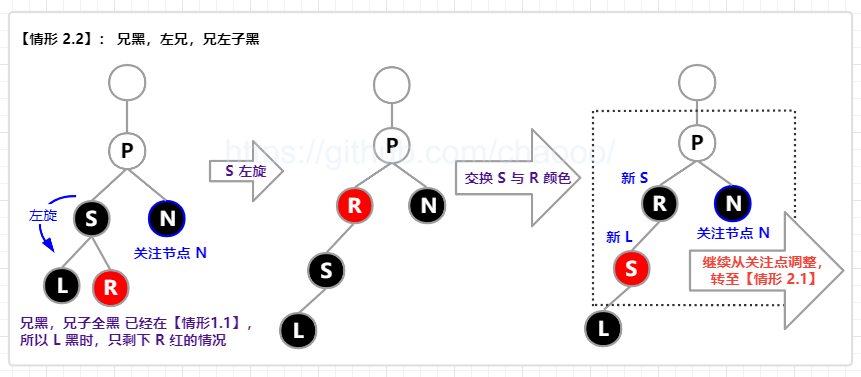 【情形 2.2】： 兄黑，左兄，兄左子黑
https://github.com/chaooo/
P
S
N
L
R
左旋
关注节点 N
兄黑，兄子全黑 已经在【情形1.1】，
所以 L 黑时，只剩下 R 红的情况
S 左旋
P
R
N
S
L
交换 S 与 R 颜色
P
新 S
R
N
关注节点 N
新 L
S
L
继续从关注点调整，
转至【情形 2.1】